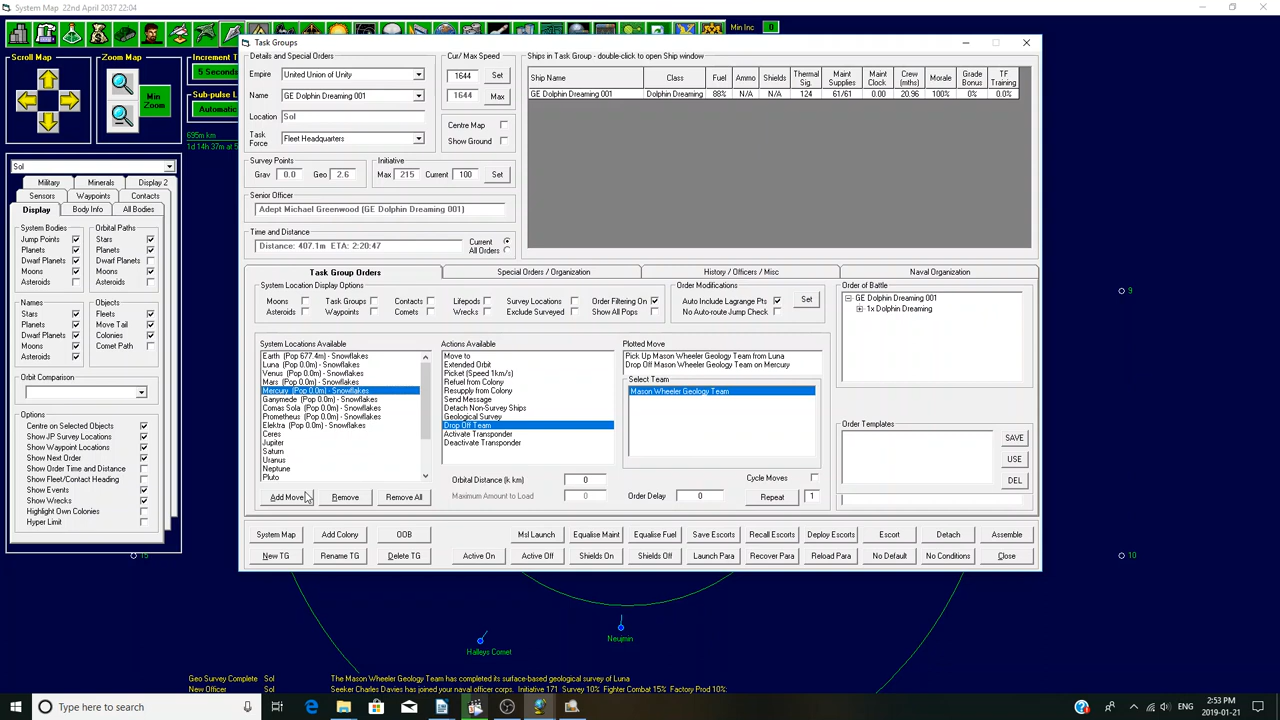 System Map    22nd April 2037 22:04
Min Inc 0
Scroll Map
Zoom Map
Min
Zoom
Increment T
5 Second
Sub-pulse L
Automatic
695m km
1d 14h 37m at 5
Sol
Military Minerals Display 2
Sensors Waypoints Contacts
Display Body Info All Bodies
System Bodies Orbital Paths
Jump Points Stars
Planets Planets
Dwarf Planets Dwarf Planets
Moons Moons
Asteroids Asteroids
Names Objects
Stars Fleets
Planets Move Tail
Dwarf Planets Colonies
Moons Comet Path
Asteroids
Orbit Comparison
Options
Centre on Selected Objects
Show JP Survey Locations
Show Waypoint Locations
Show Next Order
Show Order Time and Distance
Show Fleet/Contact Heading
Show Events
Show Wrecks
Highlight Own Colonies
Hyper Limit
15
Task Groups
Details and Special Orders
Empire United Union of Unity
Name GE Dolphin Dreaming 001
Location Sol
Task
Force Fleet Headquarters
Cur/ Max Speed
1644 Set
1644 Max
Centre Map
Show Ground
Survey Points
Grav 0.0 Geo 2.6
Initiative
Max 215 Current 100 Set
Senior Officer
Adept Michael Greenwood (GE Dolphin Dreaming 001)
Time and Distance
Distance: 407.1m ETA: 2:20:47
Current
All Orders
Ships in Task Group - double-click to open Ship window
Ship Name Class Fuel Ammo Shields Thermal Sig. Maint Supplies Maint Clock Crew (mths) Morale Grade Bonus TF Training
GE Dolphin Dreaming 001 Dolphin Dreaming 88% N/A N/A 124 61/61 0.00 20.96 100% 0% 0.0%
Task Group Orders Special Orders / Organization History / Officers / Misc Naval Organization
System Location Display Options
Moons Task Groups Contacts Lifepods Survey Locations Order Filtering On
Asteroids Waypoints Comets Wrecks Exclude Surveyed Show All Pops
Order Modifications
Auto Include Lagrange Pts Set
No Auto-route Jump Check
Order of Battle
GE Dolphin Dreaming 001
1x Dolphin Dreaming
System Locations Available
Earth (Pop 677.4m) - Snowflakes
Luna (Pop 0.0m) - Snowflakes
Venus (Pop 0.0m) - Snowflakes
Mars (Pop 0.0m) - Snowflakes
Mercury (Pop 0.0m) - Snowflakes
Ganymede (Pop 0.0m) - Snowflakes
Comas Sola (Pop 0.0m) - Snowflakes
Prometheus (Pop 0.0m) - Snowflakes
Elektra (Pop 0.0m) - Snowflakes
Ceres
Jupiter
Saturn
Uranus
Neptune
Pluto
Actions Available
Move to
Extended Orbit
Picket (Speed 1km/s)
Refuel from Colony
Resupply from Colony
Send Message
Detach Non-Survey Ships
Geological Survey
Drop Off Team
Activate Transponder
Deactivate Transponder
Plotted Move
Pick Up Mason Wheeler Geology Team from Luna
Drop Off Mason Wheeler Geology Team on Mercury
Select Team
Mason Wheeler Geology Team
Order Templates
SAVE
USE
DEL
Orbital Distance (k km) 0
Maximum Amount to Load 0
Cycle Moves
Order Delay 0 Repeat 1
Add Move Remove Remove All
System Map Add Colony OOB Msl Launch Equalise Maint Equalise Fuel Save Escorts Recall Escorts Deploy Escorts Escort Detach Assemble
New TG Rename TG Delete TG Active On Active Off Shields On Shields Off Launch Para Recover Para Reload Para No Default No Conditions Close
9
10
Neujmin
Halleys Comet
Geo Survey Complete Sol The Mason Wheeler Geology Team has completed its surface-based geological survey of Luna
New Officer Sol Seeker Charles Davies has joined your naval officer corps. Initiative 171 Survey 10% Fighter Combat 15% Factory Prod 10%:
Type here to search
ENG
2:53 PM
2019-01-21